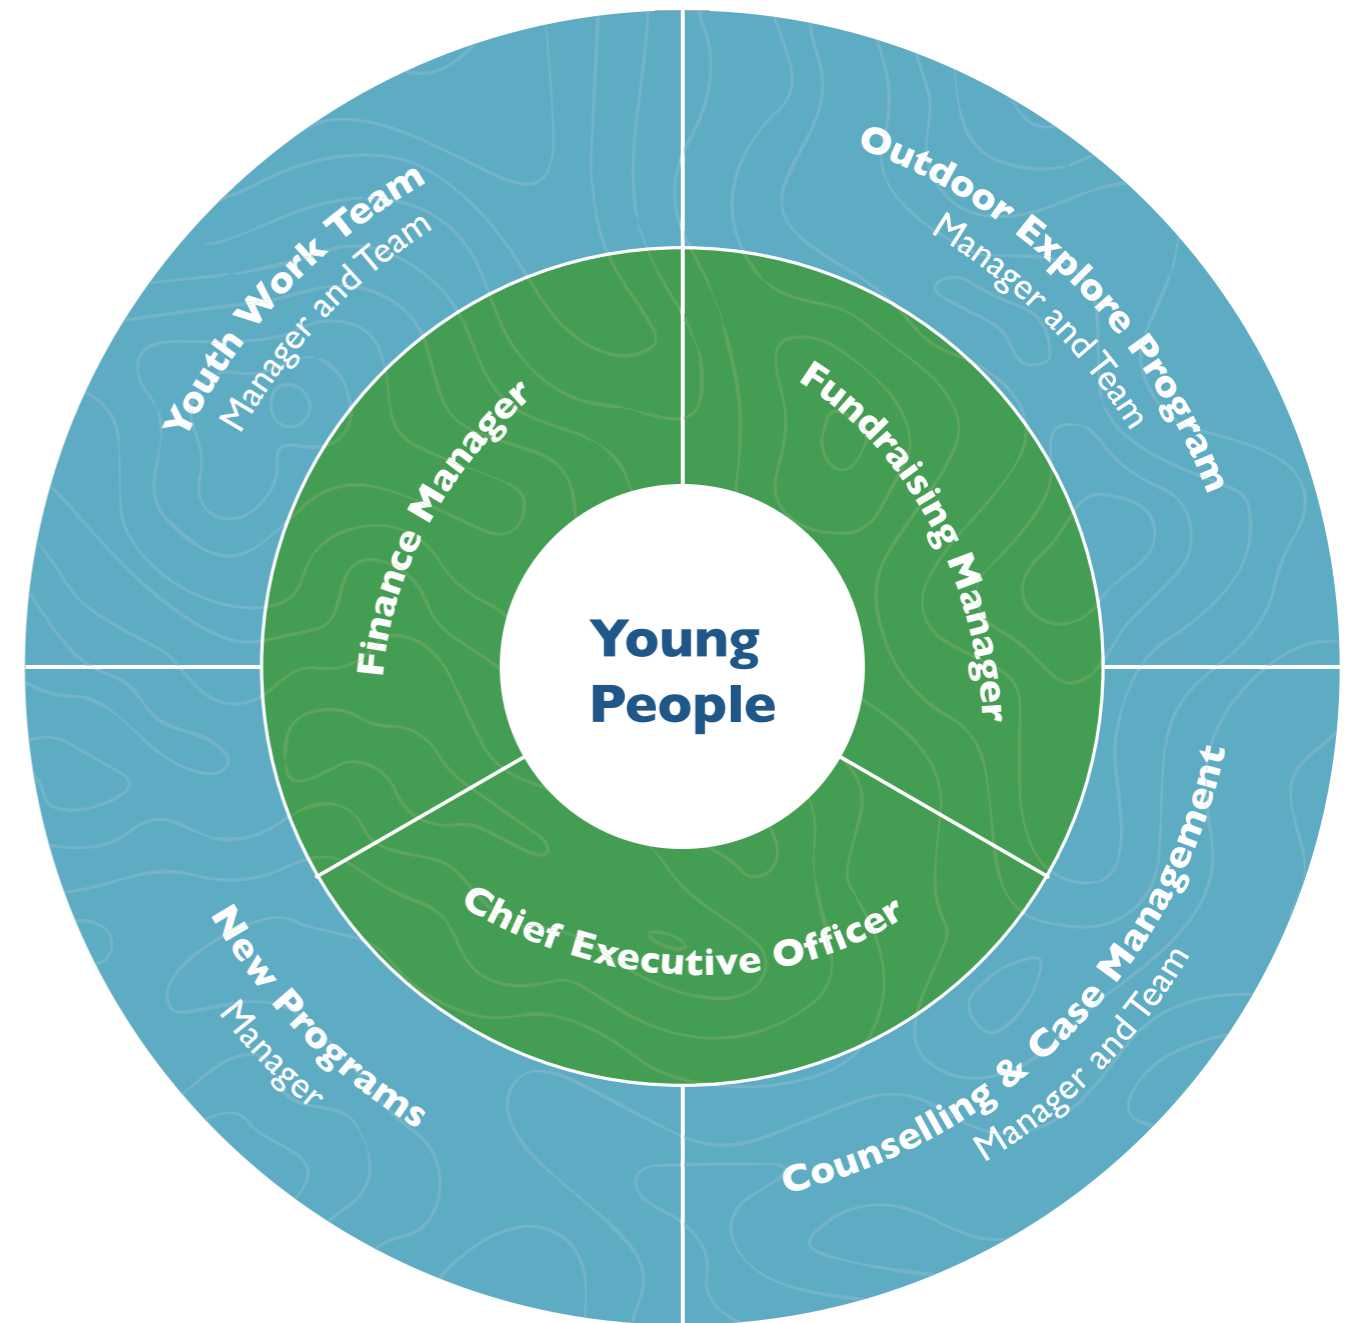 Youth Work Team
Manager and Team
Outdoor Explore Program
Manager and Team
Finance Manager
Fundraising Manager
Young
People
Chief Executive Officer
New Programs
Manager
Counselling & Case Management
Manager and Team